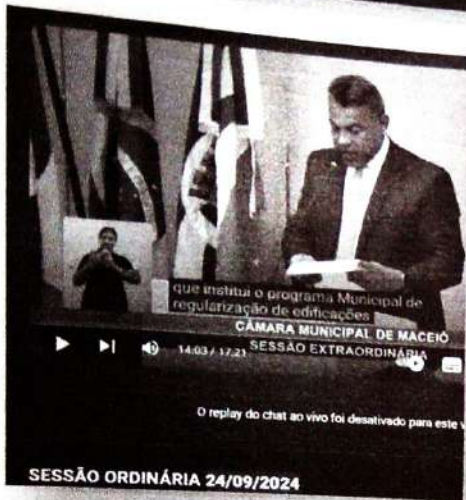 que institui o programa Municipal de
regularização de edificações
CÂMARA MUNICIPAL DE MACEIÓ
SESSÃO EXTRAORDINÁRIA
14:03 / 17:21
O replay do chat ao vivo foi desativado para este v
SESSÃO ORDINÁRIA 24/09/2024